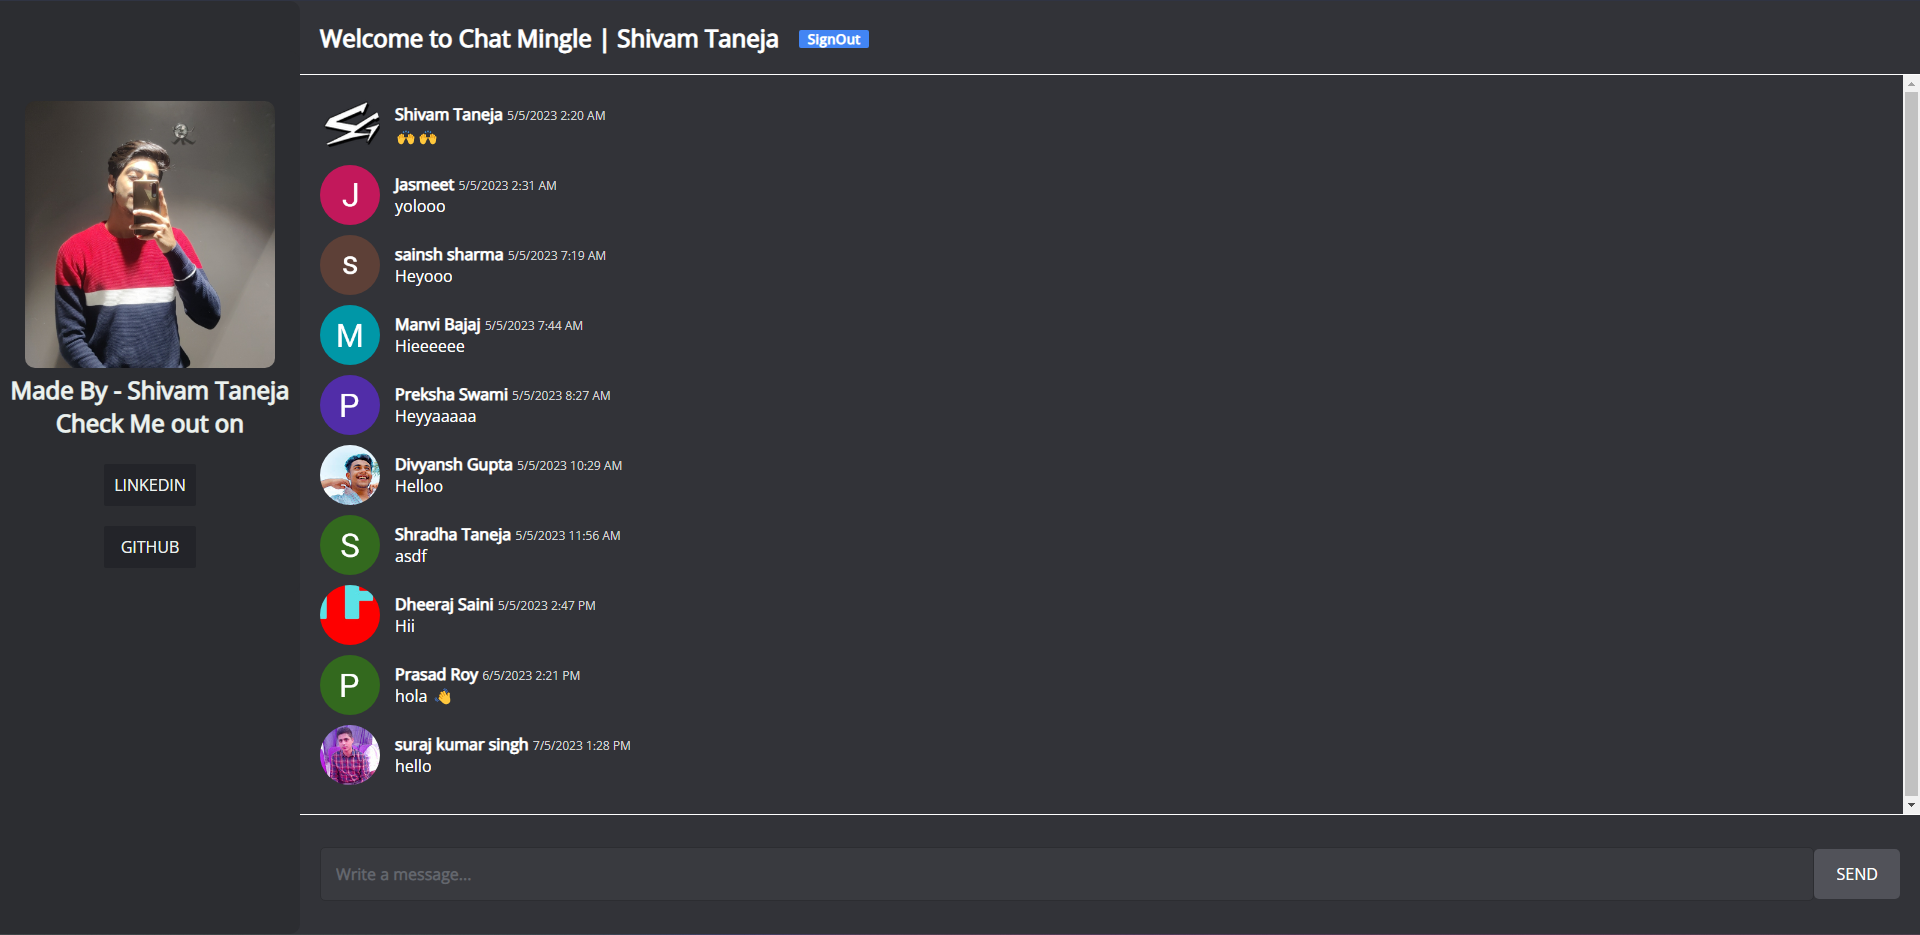 Welcome to Chat Mingle | Shivam Taneja
SignOut
Made By - Shivam Taneja
Check Me out on
LINKEDIN
GITHUB
Shivam Taneja 5/5/2023 2:20 AM
🙌 🙌
J
Jasmeet 5/5/2023 2:31 AM
yolooo
s
sainsh sharma 5/5/2023 7:19 AM
Heyooo
M
Manvi Bajaj 5/5/2023 7:44 AM
Hieeeeee
P
Preksha Swami 5/5/2023 8:27 AM
Heyyaaaaa
Divyansh Gupta 5/5/2023 10:29 AM
Helloo
S
Shradha Taneja 5/5/2023 11:56 AM
asdf
Dheeraj Saini 5/5/2023 2:47 PM
Hii
P
Prasad Roy 6/5/2023 2:21 PM
hola 👋
suraj kumar singh 7/5/2023 1:28 PM
hello
Write a message...
SEND